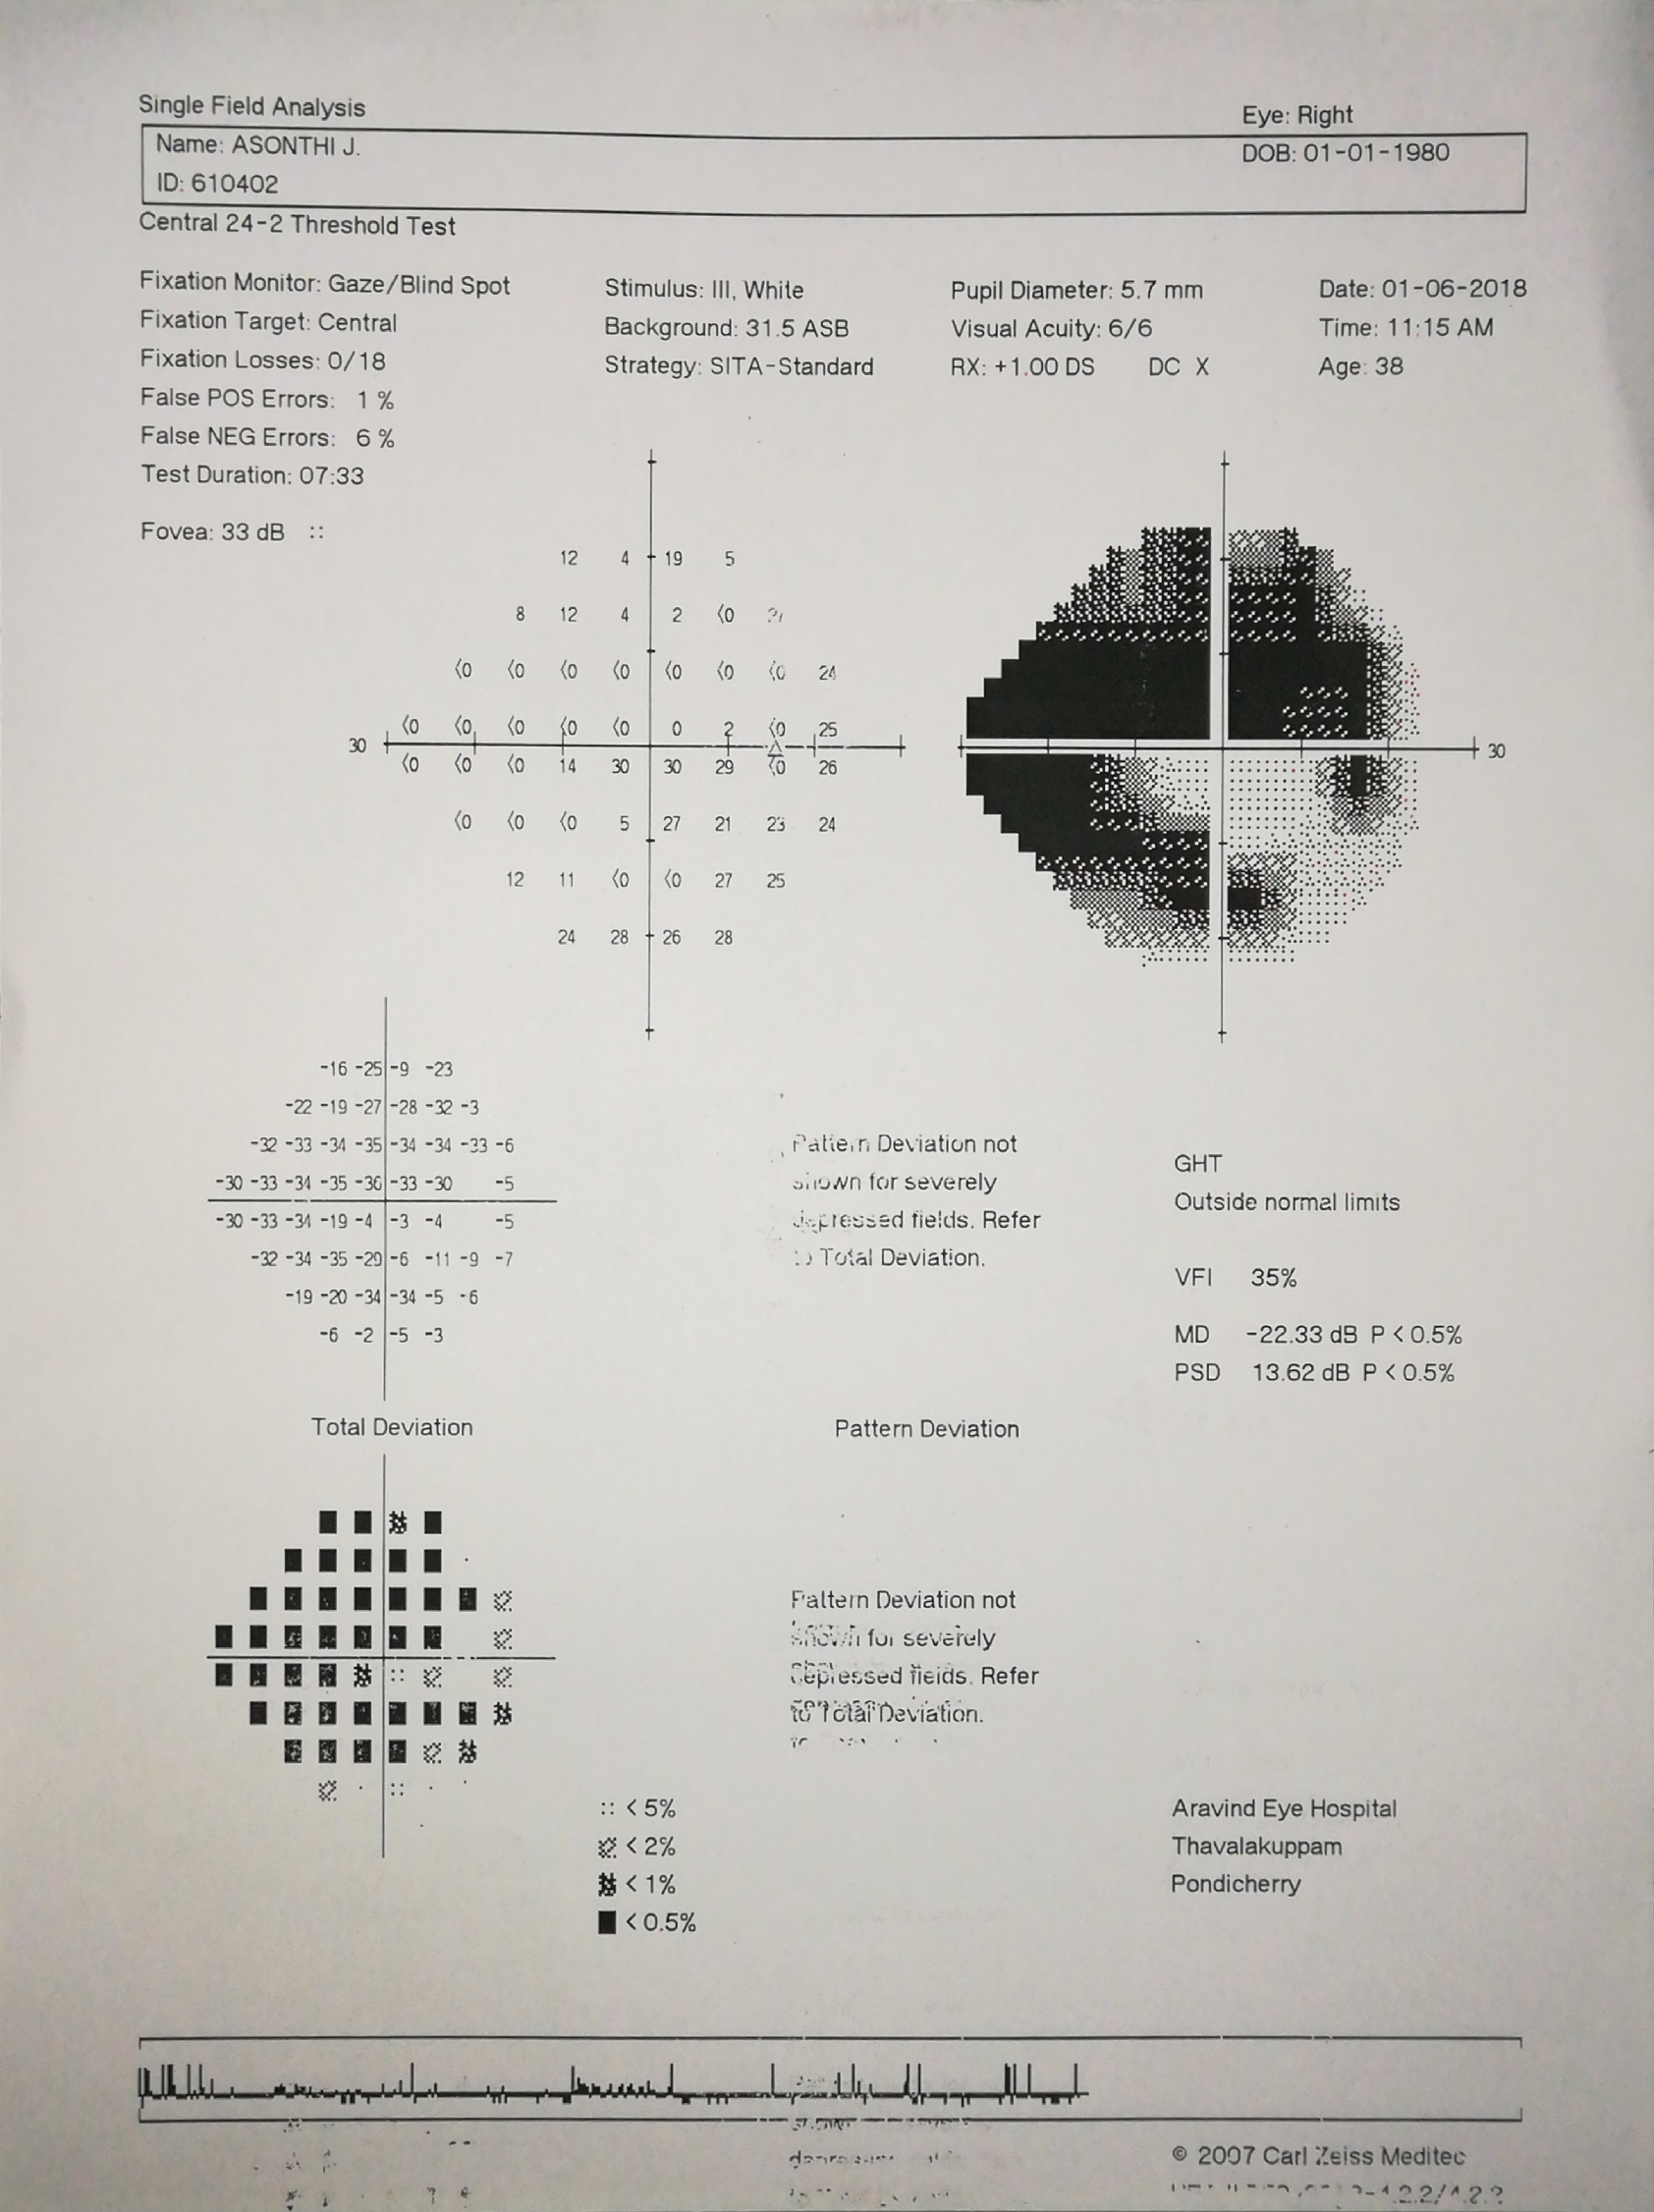 Single Field Analysis
Eye: Right
Name: ASONTHI J.
DOB: 01-01-1980
ID: 610402
Central 24-2 Threshold Test
Fixation Monitor: Gaze/Blind Spot
Stimulus: III, White
Pupil Diameter: 5.7 mm
Date: 01-06-2018
Fixation Target: Central
Background: 31.5 ASB
Visual Acuity: 6/6
Time: 11:15 AM
Fixation Losses: 0/18
Strategy: SITA-Standard
RX: +1.00 DS DC X
Age: 38
False POS Errors: 1 %
False NEG Errors: 6 %
Test Duration: 07:33
Fovea: 33 dB ::
12 4 19 5
8 12 4 2 <0
<0 <0 <0 <0 <0 <0 <0 24
<0 <0 <0 <0 <0 0 2 <0 25
30
30
<0 <0 <0 14 30 30 29 <0 26
<0 <0 <0 5 27 21 23 24
12 11 <0 <0 27 25
24 28 26 28
-16 -25 -9 -23
-22 -19 -27 -28 -32 -3
-32 -33 -34 -35 -34 -34 -33 -6
-30 -33 -34 -35 -36 -33 -30 -5
-30 -33 -34 -19 -4 -3 -4 -5
-32 -34 -35 -29 -6 -11 -9 -7
-19 -20 -34 -34 -5 -6
-6 -2 -5 -3
Pattern Deviation not
shown for severely
depressed fields. Refer
to Total Deviation.
GHT
Outside normal limits
VFI 35%
MD -22.33 dB P < 0.5%
PSD 13.62 dB P < 0.5%
Total Deviation
Pattern Deviation
Pattern Deviation not
shown for severely
depressed fields. Refer
to Total Deviation.
:: < 5%
< 2%
< 1%
< 0.5%
Aravind Eye Hospital
Thavalakuppam
Pondicherry
© 2007 Carl Zeiss Meditec